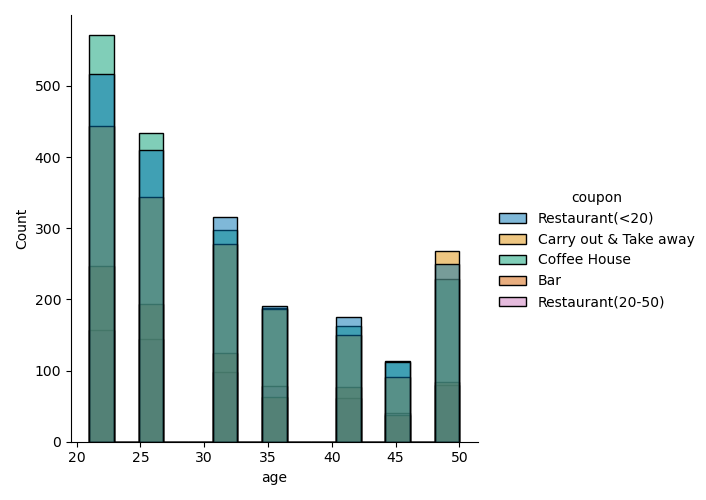 500
400
300
200
100
0
Count
20 25 30 35 40 45 50
age
coupon
Restaurant(<20)
Carry out & Take away
Coffee House
Bar
Restaurant(20-50)